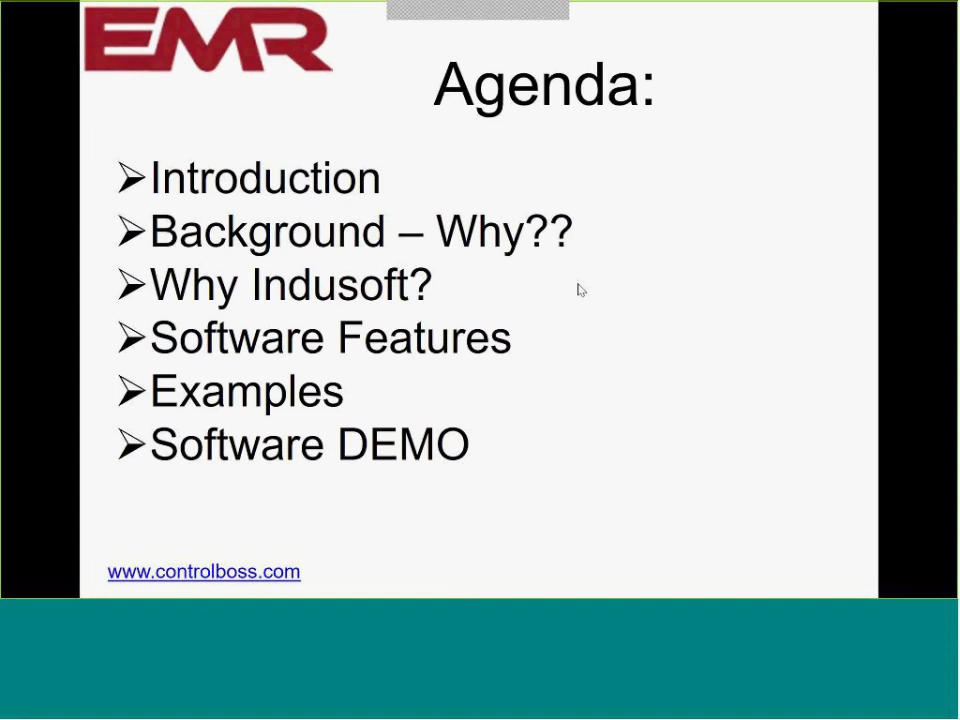 EMR
Agenda:
➢Introduction
➢Background – Why??
➢Why Indusoft?
➢Software Features
➢Examples
➢Software DEMO
www.controlboss.com